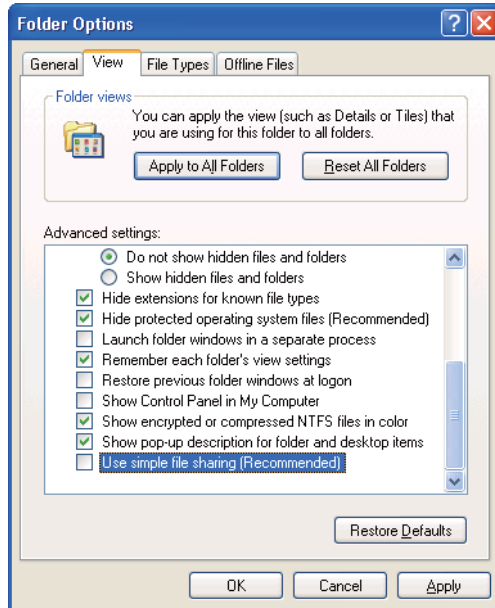 Folder Options
General View File Types Offline Files
Folder views
You can apply the view (such as Details or Tiles) that
you are using for this folder to all folders.
Apply to All Folders Reset All Folders
Advanced settings:
Do not show hidden files and folders
Show hidden files and folders
Hide extensions for known file types
Hide protected operating system files (Recommended)
Launch folder windows in a separate process
Remember each folder's view settings
Restore previous folder windows at logon
Show Control Panel in My Computer
Show encrypted or compressed NTFS files in color
Show pop-up description for folder and desktop items
Use simple file sharing (Recommended)
Restore Defaults
OK Cancel Apply